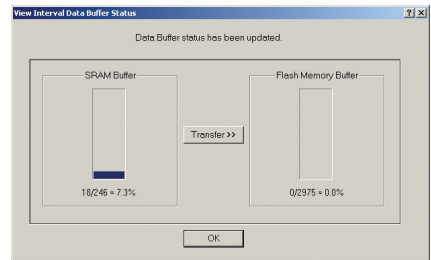 View Interval Data Buffer Status
Data Buffer status has been updated.
SRAM Buffer
Flash Memory Buffer
Transfer >>
18/246 = 7.3%
0/2975 = 0.0%
OK